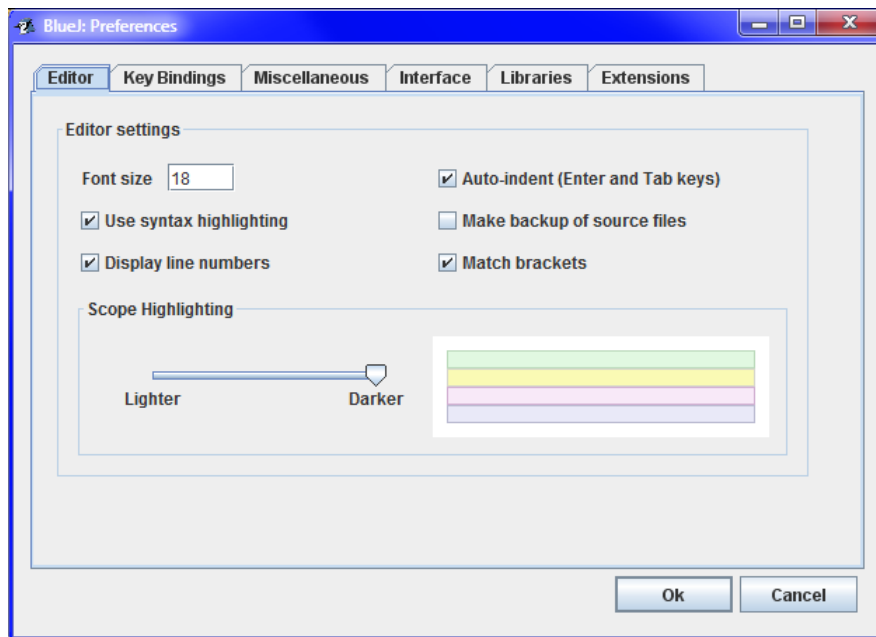 BlueJ: Preferences
Editor Key Bindings Miscellaneous Interface Libraries Extensions
Editor settings
Font size 18 Auto-indent (Enter and Tab keys)
Use syntax highlighting Make backup of source files
Display line numbers Match brackets
Scope Highlighting
Lighter Darker
Ok Cancel